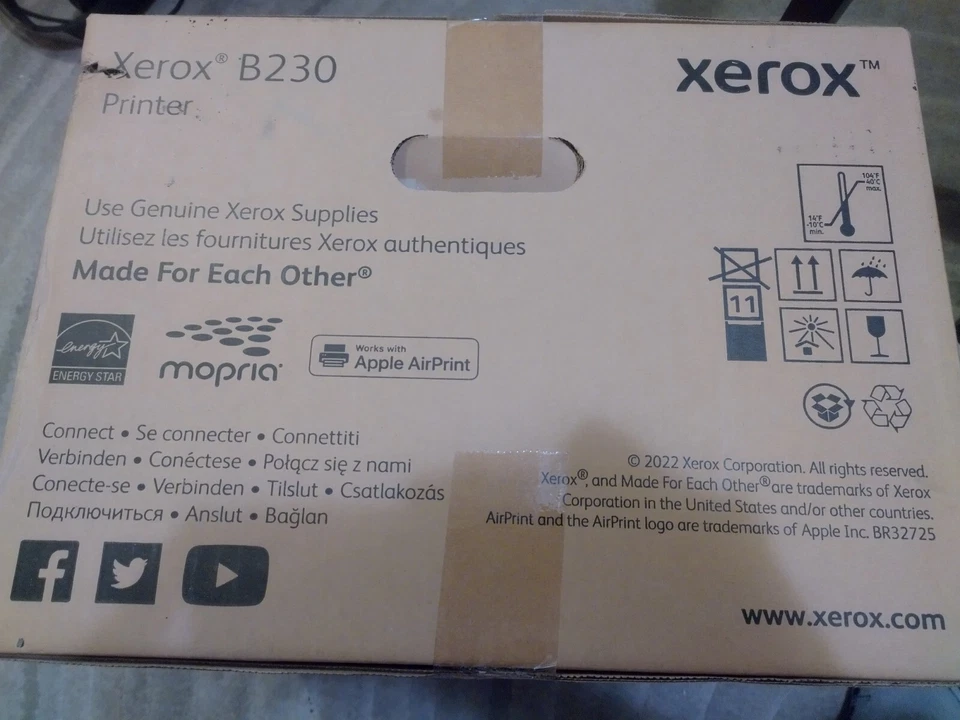 Xerox® B230
Printer
xerox™
104°F
40°C
max.
14°F
-10°C
min.
11
Use Genuine Xerox Supplies
Utilisez les fournitures Xerox authentiques
Made For Each Other®
energy
ENERGY STAR
mopria
Works with
Apple AirPrint
Connect • Se connecter • Connettiti
Verbinden • Conéctese • Połącz się z nami
Conecte-se • Verbinden • Tilslut • Csatlakozás
Подключиться • Anslut • Bağlan
© 2022 Xerox Corporation. All rights reserved.
Xerox®, and Made For Each Other® are trademarks of Xerox
Corporation in the United States and/or other countries.
AirPrint and the AirPrint logo are trademarks of Apple Inc. BR32725
www.xerox.com